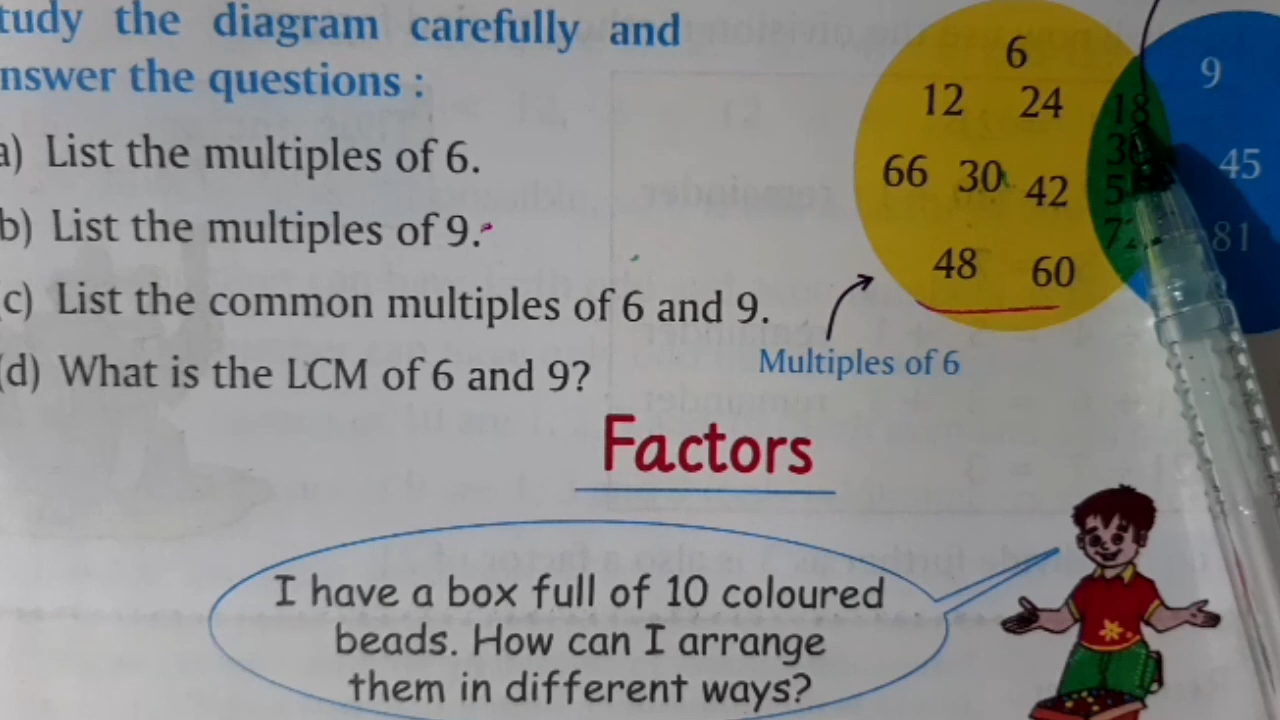 tudy the diagram carefully and
nswer the questions :
a) List the multiples of 6.
b) List the multiples of 9.
(c) List the common multiples of 6 and 9.
(d) What is the LCM of 6 and 9?
6
12 24
66 30 42
48 60
18
72
9
45
81
Multiples of 6
Factors
I have a box full of 10 coloured
beads. How can I arrange
them in different ways?